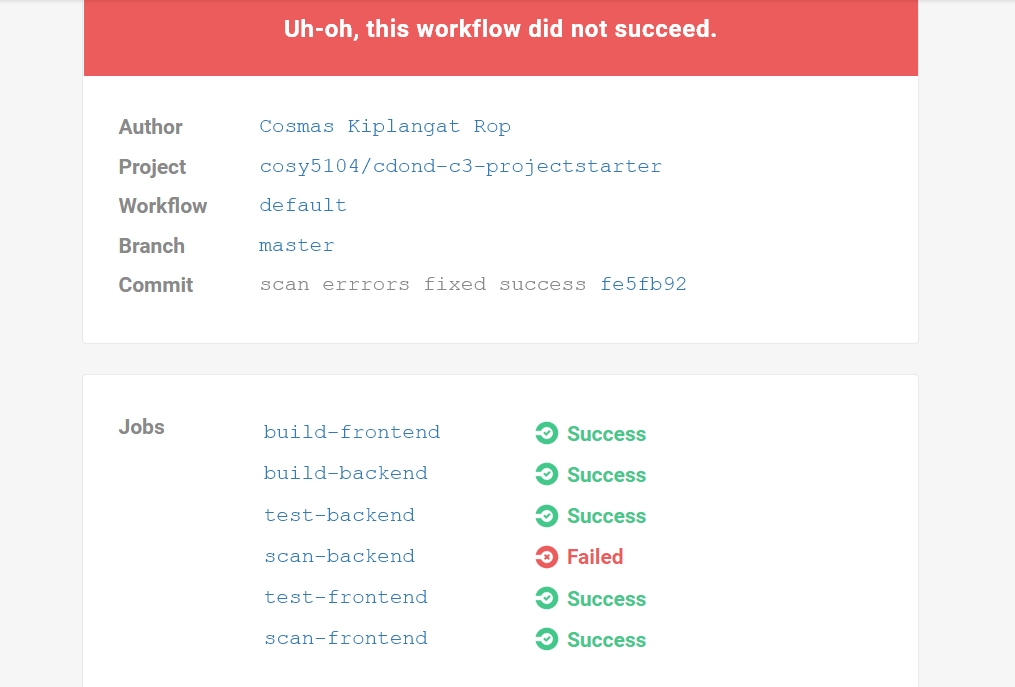 Uh-oh, this workflow did not succeed.
Author Cosmas Kiplangat Rop
Project cosy5104/cdond-c3-projectstarter
Workflow default
Branch master
Commit scan errrors fixed success fe5fb92
Jobs build-frontend Success
build-backend Success
test-backend Success
scan-backend Failed
test-frontend Success
scan-frontend Success